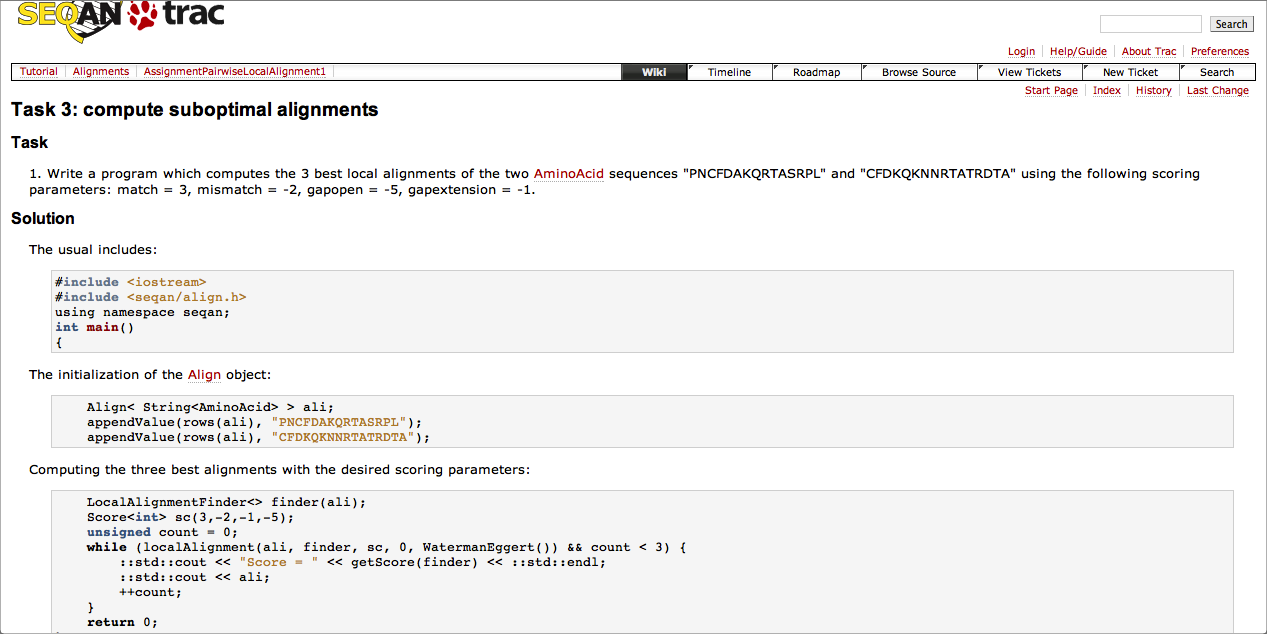 SEQAN trac
Search
Login Help/Guide About Trac Preferences
Tutorial Alignments AssignmentPairwiseLocalAlignment1 Wiki Timeline Roadmap Browse Source View Tickets New Ticket Search
Start Page Index History Last Change
Task 3: compute suboptimal alignments
Task
1. Write a program which computes the 3 best local alignments of the two AminoAcid sequences "PNCFDAKQRTASRPL" and "CFDKQKNNRTATRDTA" using the following scoring
parameters: match = 3, mismatch = -2, gapopen = -5, gapextension = -1.
Solution
The usual includes:
#include <iostream>
#include <seqan/align.h>
using namespace seqan;
int main()
{
The initialization of the Align object:
Align< String<AminoAcid> > ali;
appendValue(rows(ali), "PNCFDAKQRTASRPL");
appendValue(rows(ali), "CFDKQKNNRTATRDTA");
Computing the three best alignments with the desired scoring parameters:
LocalAlignmentFinder<> finder(ali);
Score<int> sc(3,-2,-1,-5);
unsigned count = 0;
while (localAlignment(ali, finder, sc, 0, WatermanEggert()) && count < 3) {
::std::cout << "Score = " << getScore(finder) << ::std::endl;
::std::cout << ali;
++count;
}
return 0;